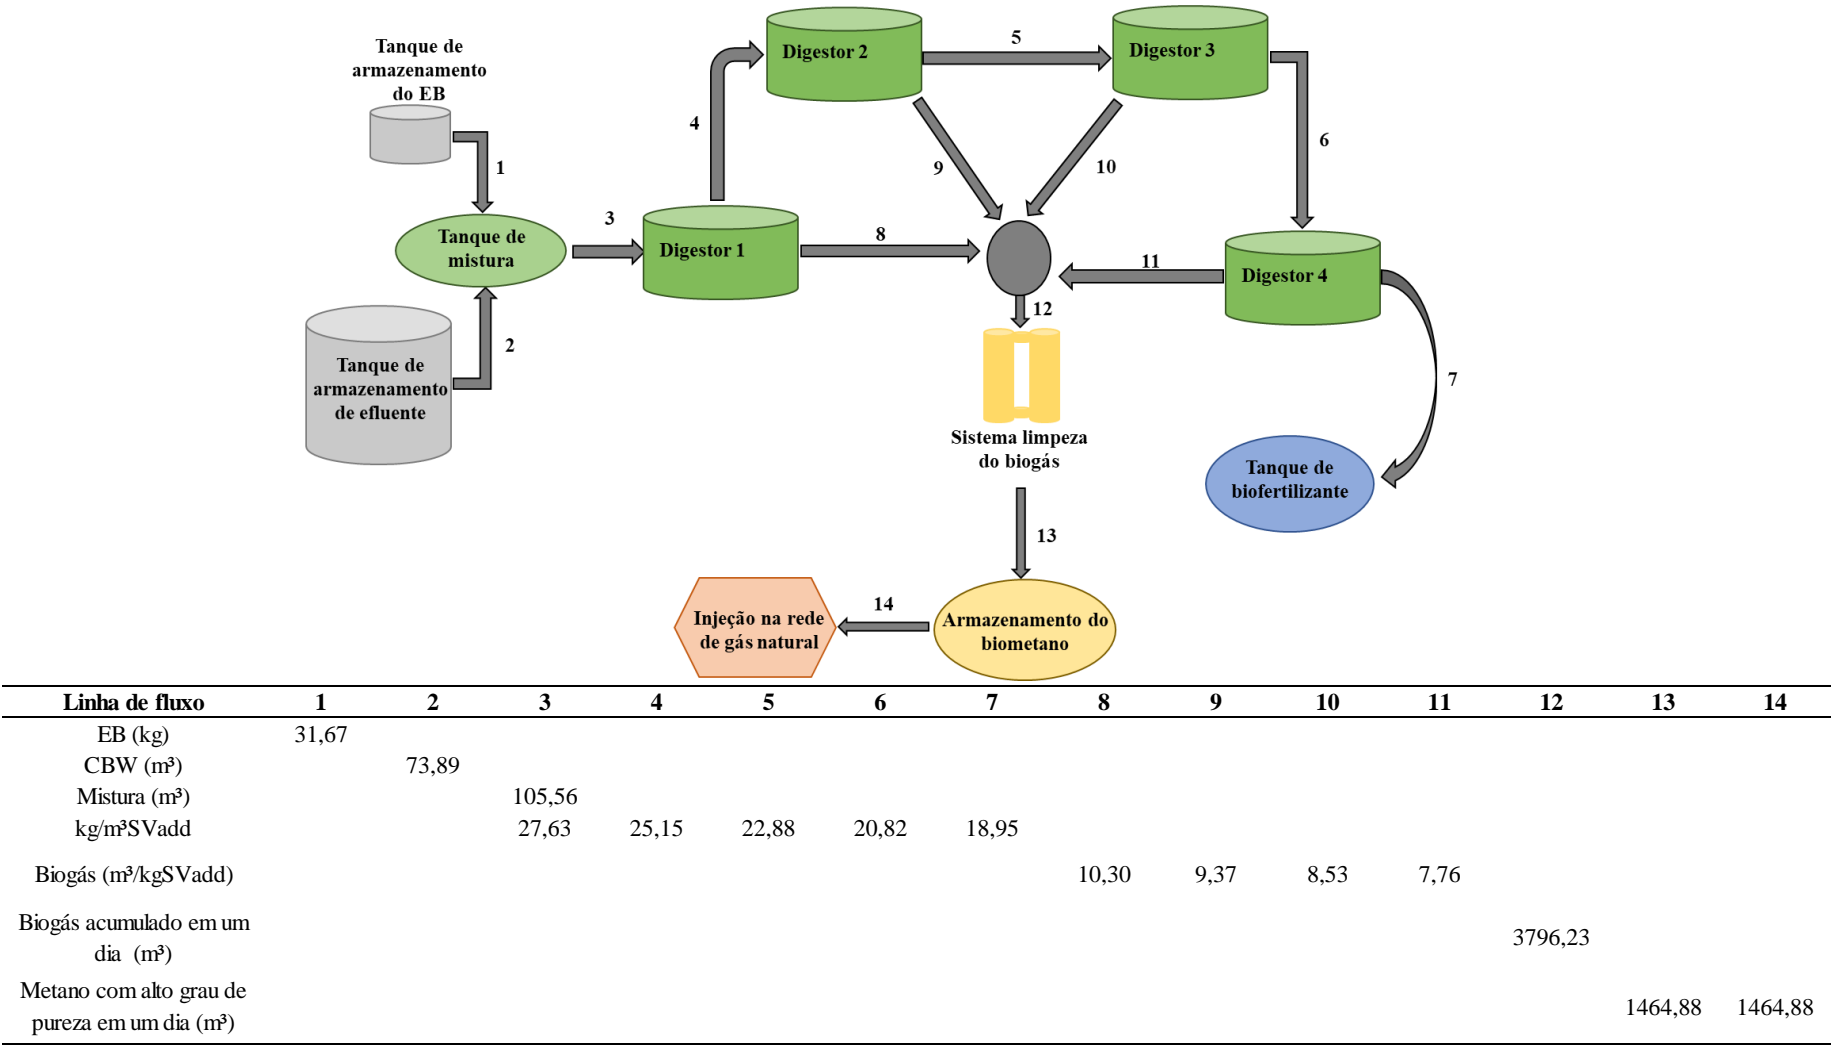 Tanque de
armazenamento
do EB
1
Tanque de
mistura
2
Tanque de
armazenamento
de efluente
3
Digestor 1
4
Digestor 2
5
Digestor 3
6
8
9
10
11
Digestor 4
12
7
Sistema limpeza
do biogás
Tanque de
biofertilizante
13
Armazenamento do
biometano
14
Injeção na rede
de gás natural
Linha de fluxo 1 2 3 4 5 6 7 8 9 10 11 12 13 14
EB (kg) 31,67
CBW (m³) 73,89
Mistura (m³) 105,56
kg/m³SVadd 27,63 25,15 22,88 20,82 18,95
Biogás (m³/kgSVadd) 10,30 9,37 8,53 7,76
Biogás acumulado em um
dia (m³) 3796,23
Metano com alto grau de
pureza em um dia (m³) 1464,88 1464,88